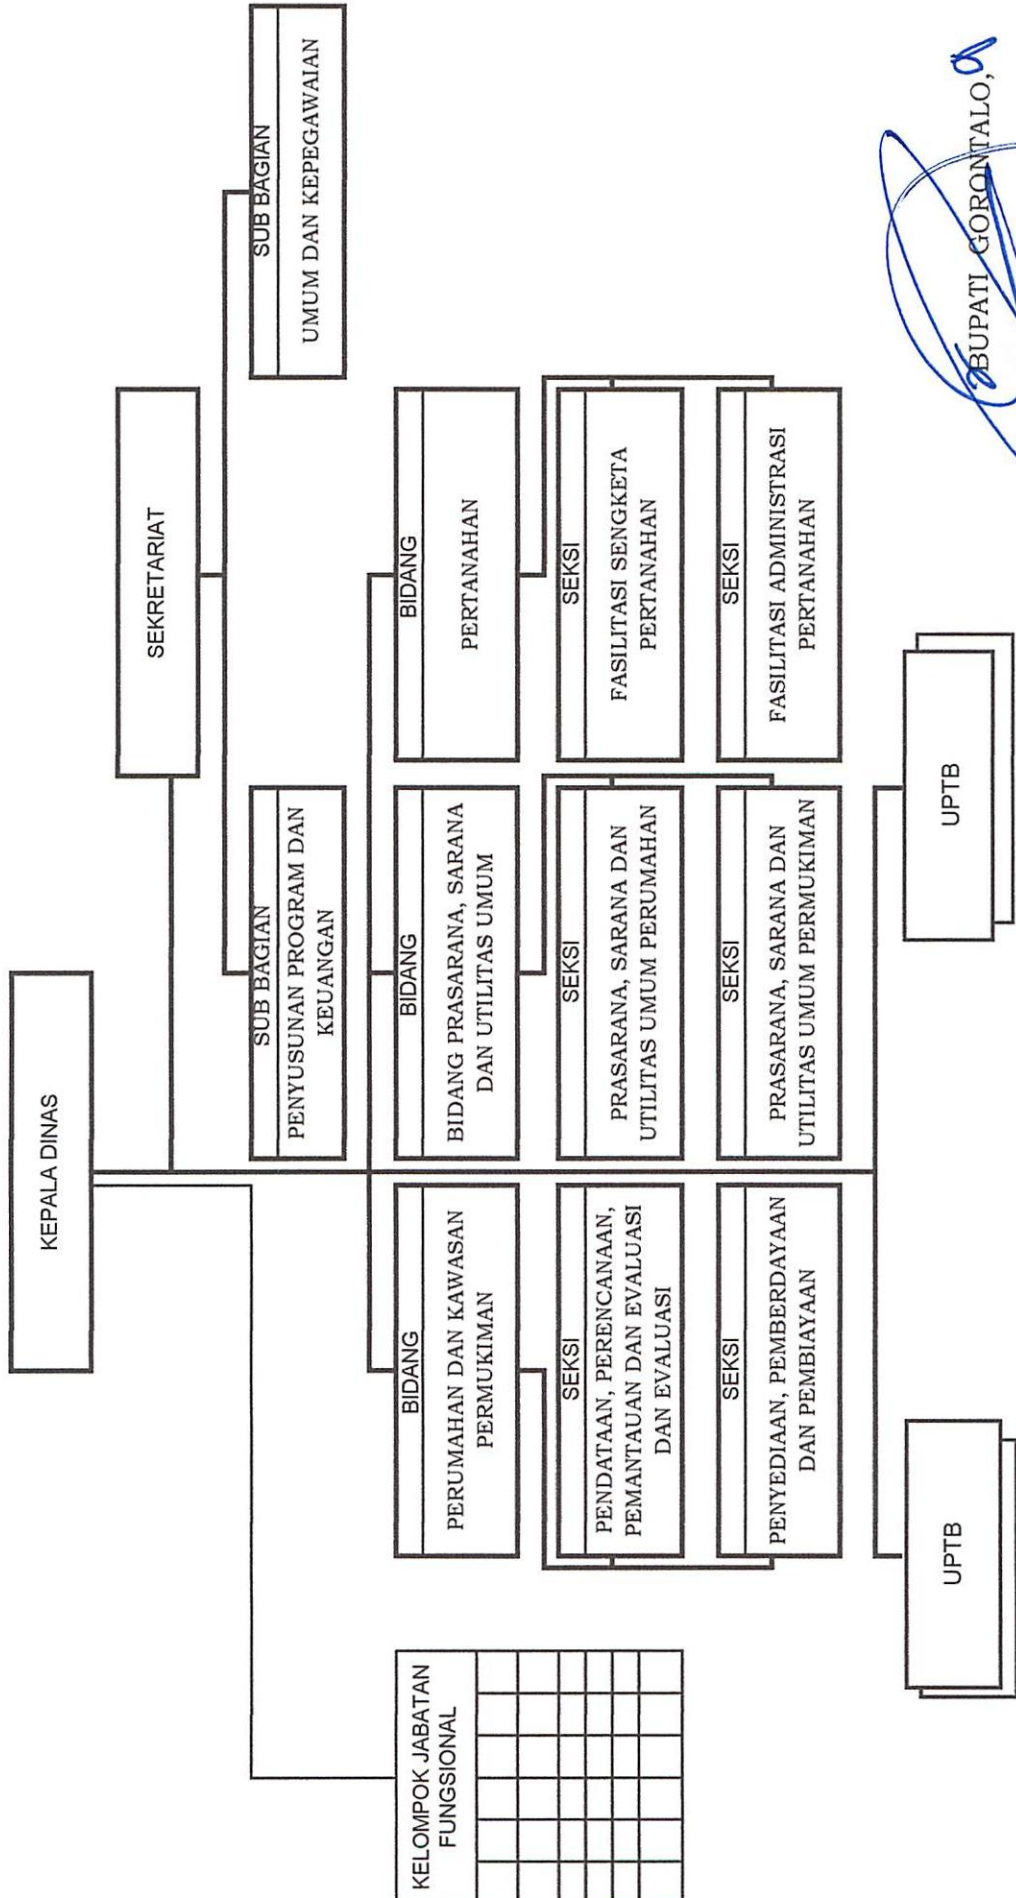 KEPALA DINAS
SEKRETARIAT
SUB BAGIAN
PENYUSUNAN PROGRAM DAN
KEUANGAN
SUB BAGIAN
UMUM DAN KEPEGAWAIAN
KELOMPOK JABATAN
FUNGSIONAL
BIDANG
PERUMAHAN DAN KAWASAN
PERMUKIMAN
BIDANG
BIDANG PRASARANA, SARANA
DAN UTILITAS UMUM
BIDANG
PERTANAHAN
SEKSI
PENDATAAN, PERENCANAAN,
PEMANTAUAN DAN EVALUASI
DAN EVALUASI
SEKSI
PRASARANA, SARANA DAN
UTILITAS UMUM PERUMAHAN
SEKSI
FASILITASI SENGKETA
PERTANAHAN
SEKSI
PENYEDIAAN, PEMBERDAYAAN
DAN PEMBIAYAAN
SEKSI
PRASARANA, SARANA DAN
UTILITAS UMUM PERMUKIMAN
SEKSI
FASILITASI ADMINISTRASI
PERTANAHAN
UPTB
UPTB
BUPATI GORONTALO,